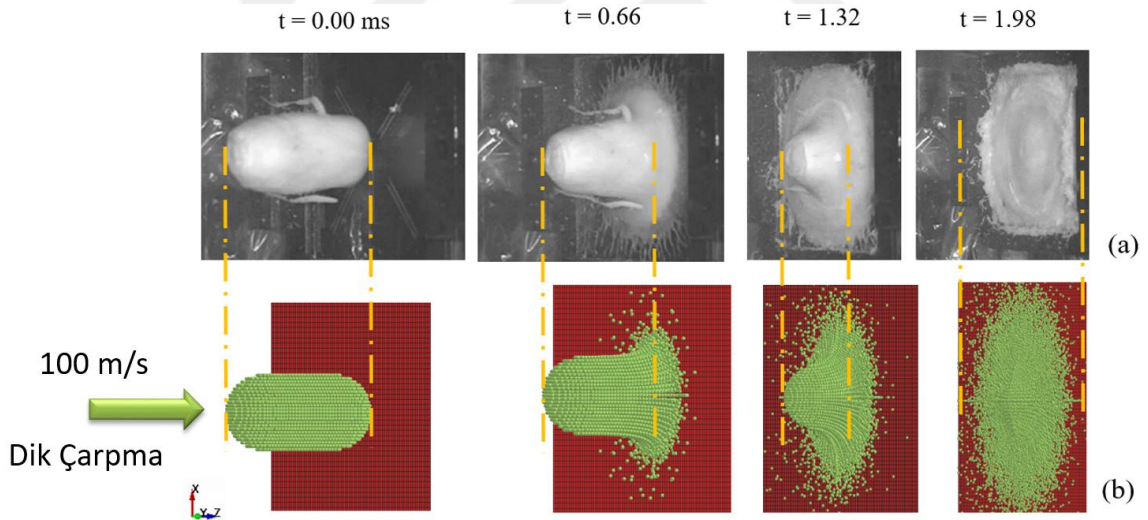 t = 0.00 ms
t = 0.66
t = 1.32
t = 1.98
(a)
100 m/s
Dik Çarpma
X
Y Z
(b)